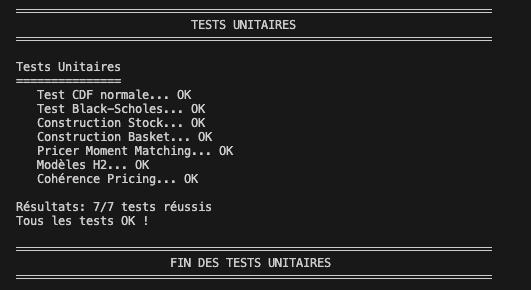 TESTS UNITAIRES
Tests Unitaires
===============
Test CDF normale... OK
Test Black-Scholes... OK
Construction Stock... OK
Construction Basket... OK
Pricer Moment Matching... OK
Modèles H2... OK
Cohérence Pricing... OK
Résultats: 7/7 tests réussis
Tous les tests OK !
FIN DES TESTS UNITAIRES